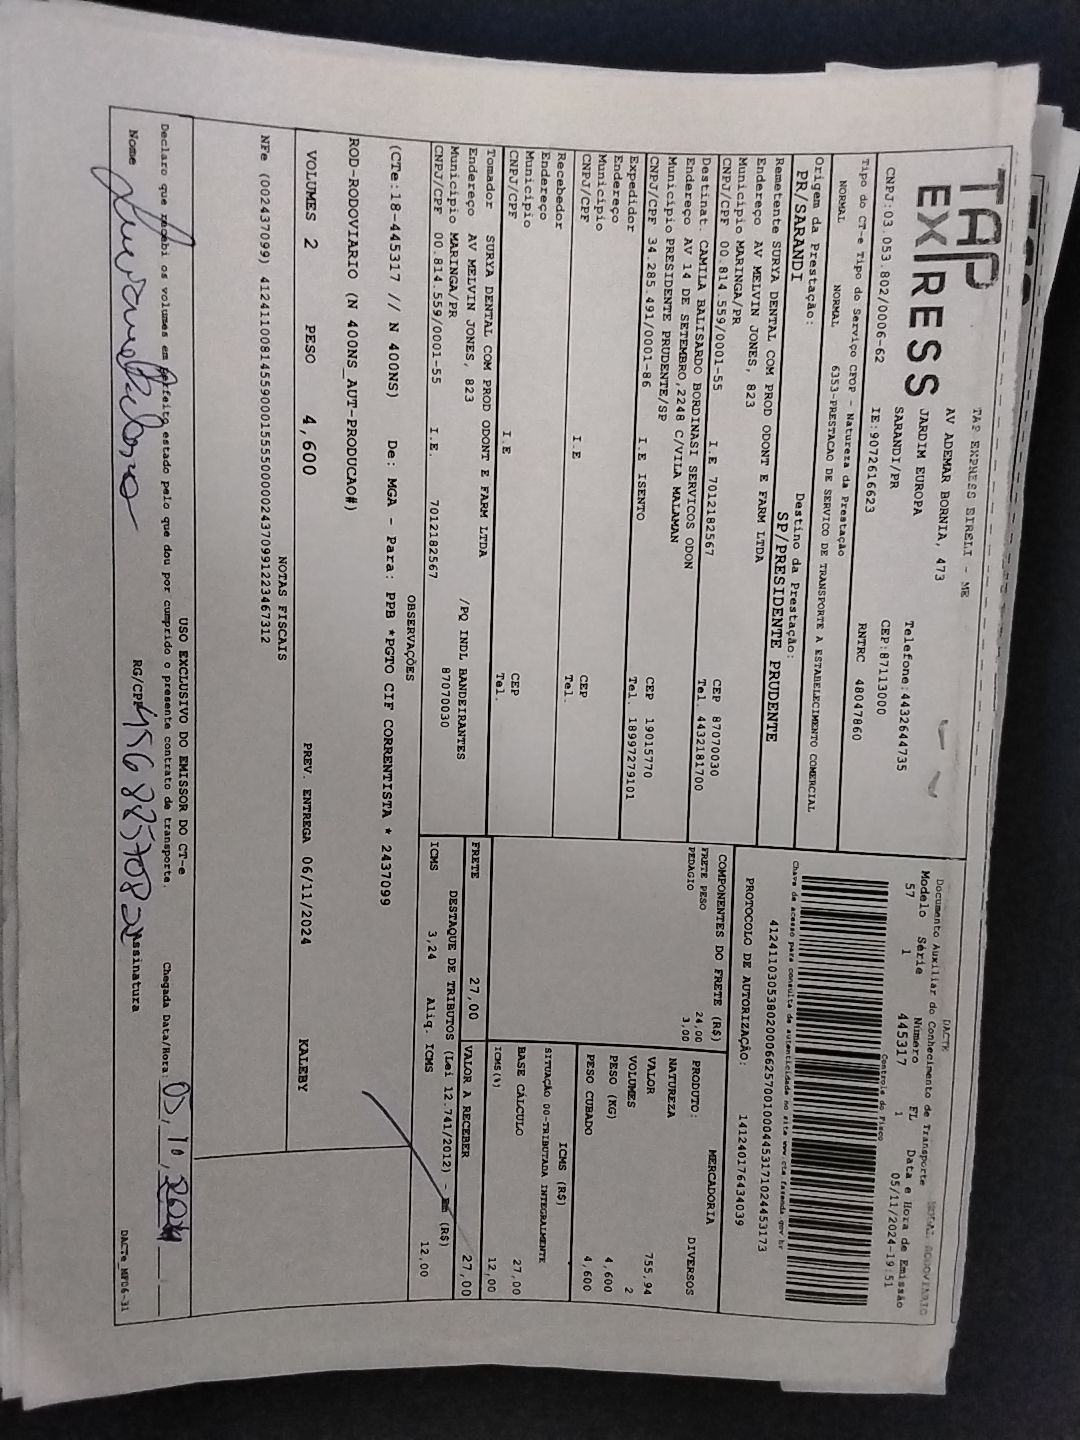 TAP EXPRESS
TAP EXPRESS EIRELI - ME
AV ADEMAR BORNIA, 473
JARDIM EUROPA
SARANDI/PR
Telefone:4432644735
CEP:87113000
CNPJ:03.053.802/0006-62
IE:9072616623
RNTRC 48047860
Tipo do CT-e Tipo do Serviço CFOP - Natureza da Prestação
NORMAL NORMAL 6353-PRESTACAO DE SERVICO DE TRANSPORTE A ESTABELECIMENTO COMERCIAL
Origem da Prestação: Destino da Prestação:
PR/SARANDI SP/PRESIDENTE PRUDENTE
Remetente SURYA DENTAL COM PROD ODONT E FARM LTDA
Endereço AV MELVIN JONES, 823
Município MARINGA/PR CEP 87070030
CNPJ/CPF 00.814.559/0001-55 I.E 7012182567 Tel. 4432181700
Destinat. CAMILA BALISARDO BORDINASI SERVICOS ODON
Endereço AV 14 DE SETEMBRO,2248 C/VILA MALAMAN
Município PRESIDENTE PRUDENTE/SP CEP 19015770
CNPJ/CPF 34.285.491/0001-86 I.E ISENTO Tel. 18997279101
Expedidor
Endereço
Município CEP
CNPJ/CPF I.E Tel.
Recebedor
Endereço
Município CEP
CNPJ/CPF I.E Tel.
Tomador SURYA DENTAL COM PROD ODONT E FARM LTDA
Endereço AV MELVIN JONES, 823 /PQ INDL BANDEIRANTES
Município MARINGA/PR 87070030
CNPJ/CPF 00.814.559/0001-55 I.E 7012182567
DACTE
Documento Auxiliar do Conhecimento de Transporte
MODAL RODOVIARIO
Modelo Série Número FL Data e Hora de Emissão
57 1 445317 1 05/11/2024-19:51
Controle do Fisco
Chave de acesso para consulta de autenticidade no site www.cte.fazenda.gov.br
41241103053802000662570010004453171024453173
PROTOCOLO DE AUTORIZAÇÃO: 141240176434039
COMPONENTES DO FRETE (R$)
FRETE PESO 24,00
PEDAGIO 3,00
PRODUTO: MERCADORIA
NATUREZA DIVERSOS
VALOR 755,94
VOLUMES 2
PESO (KG) 4,600
PESO CUBADO 4,600
ICMS (R$)
SITUAÇÃO 00-TRIBUTADA INTEGRALMENTE
BASE CÁLCULO 27,00
ICMS(%) 12,00
FRETE 27,00 VALOR A RECEBER 27,00
DESTAQUE DE TRIBUTOS (Lei 12.741/2012) - Em (R$)
ICMS 3,24 Aliq. ICMS 12,00
OBSERVAÇÕES
(CTe:18-445317 // N 400NS) De: MGA - Para: PPB *PGTO CIF CORRENTISTA * 2437099
ROD-RODOVIARIO (N 400NS_AUT-PRODUCAO#)
VOLUMES 2 PESO 4,600 PREV. ENTREGA 06/11/2024 KALEBY
NOTAS FISCAIS
NFe (002437099) 41241100814559000155550000024370991223467312
USO EXCLUSIVO DO EMISSOR DO CT-e
Declaro que recebi os volumes em perfeito estado pelo que dou por cumprido o presente contrato de transporte. Chegada Data/Hora:
Nome RG/CPF Assinatura
DACTe_MF06-31